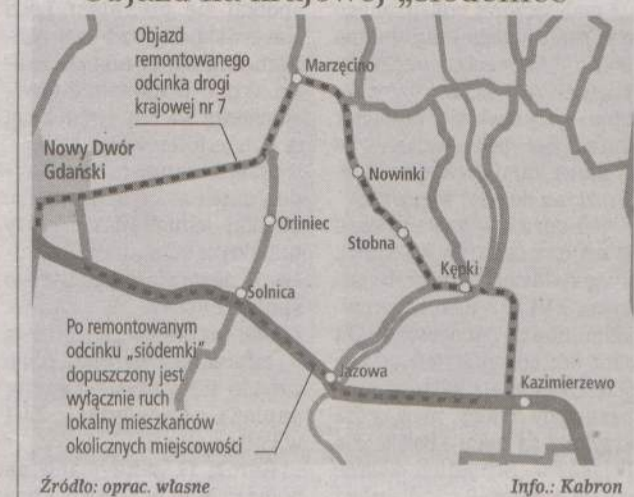 Objazd
remontowanego
odcinka drogi
krajowej nr 7
Marzęcino
Nowy Dwór
Gdański
Nowinki
Orliniec
Stobna
Kępki
Solnica
Po remontowanym
odcinku „siódemki”
dopuszczony jest
wyłącznie ruch
lokalny mieszkańców
okolicznych miejscowości
Jazowa
Kazimierzewo
Źródło: oprac. własne
Info.: Kabron